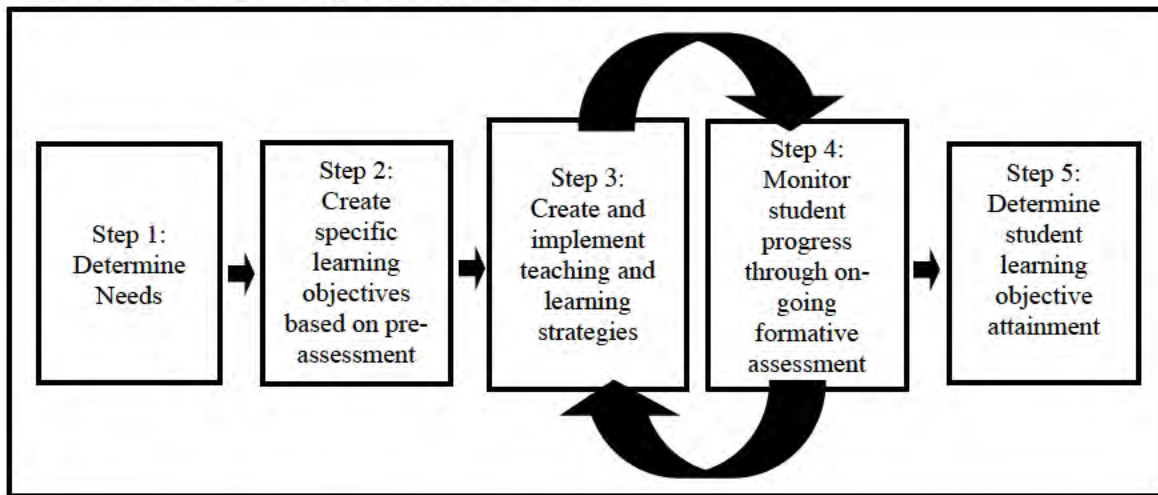 Step 1:
Determine
Needs
Step 2:
Create
specific
learning
objectives
based on pre-
assessment
Step 3:
Create and
implement
teaching and
learning
strategies
Step 4:
Monitor
student
progress
through on-
going
formative
assessment
Step 5:
Determine
student
learning
objective
attainment